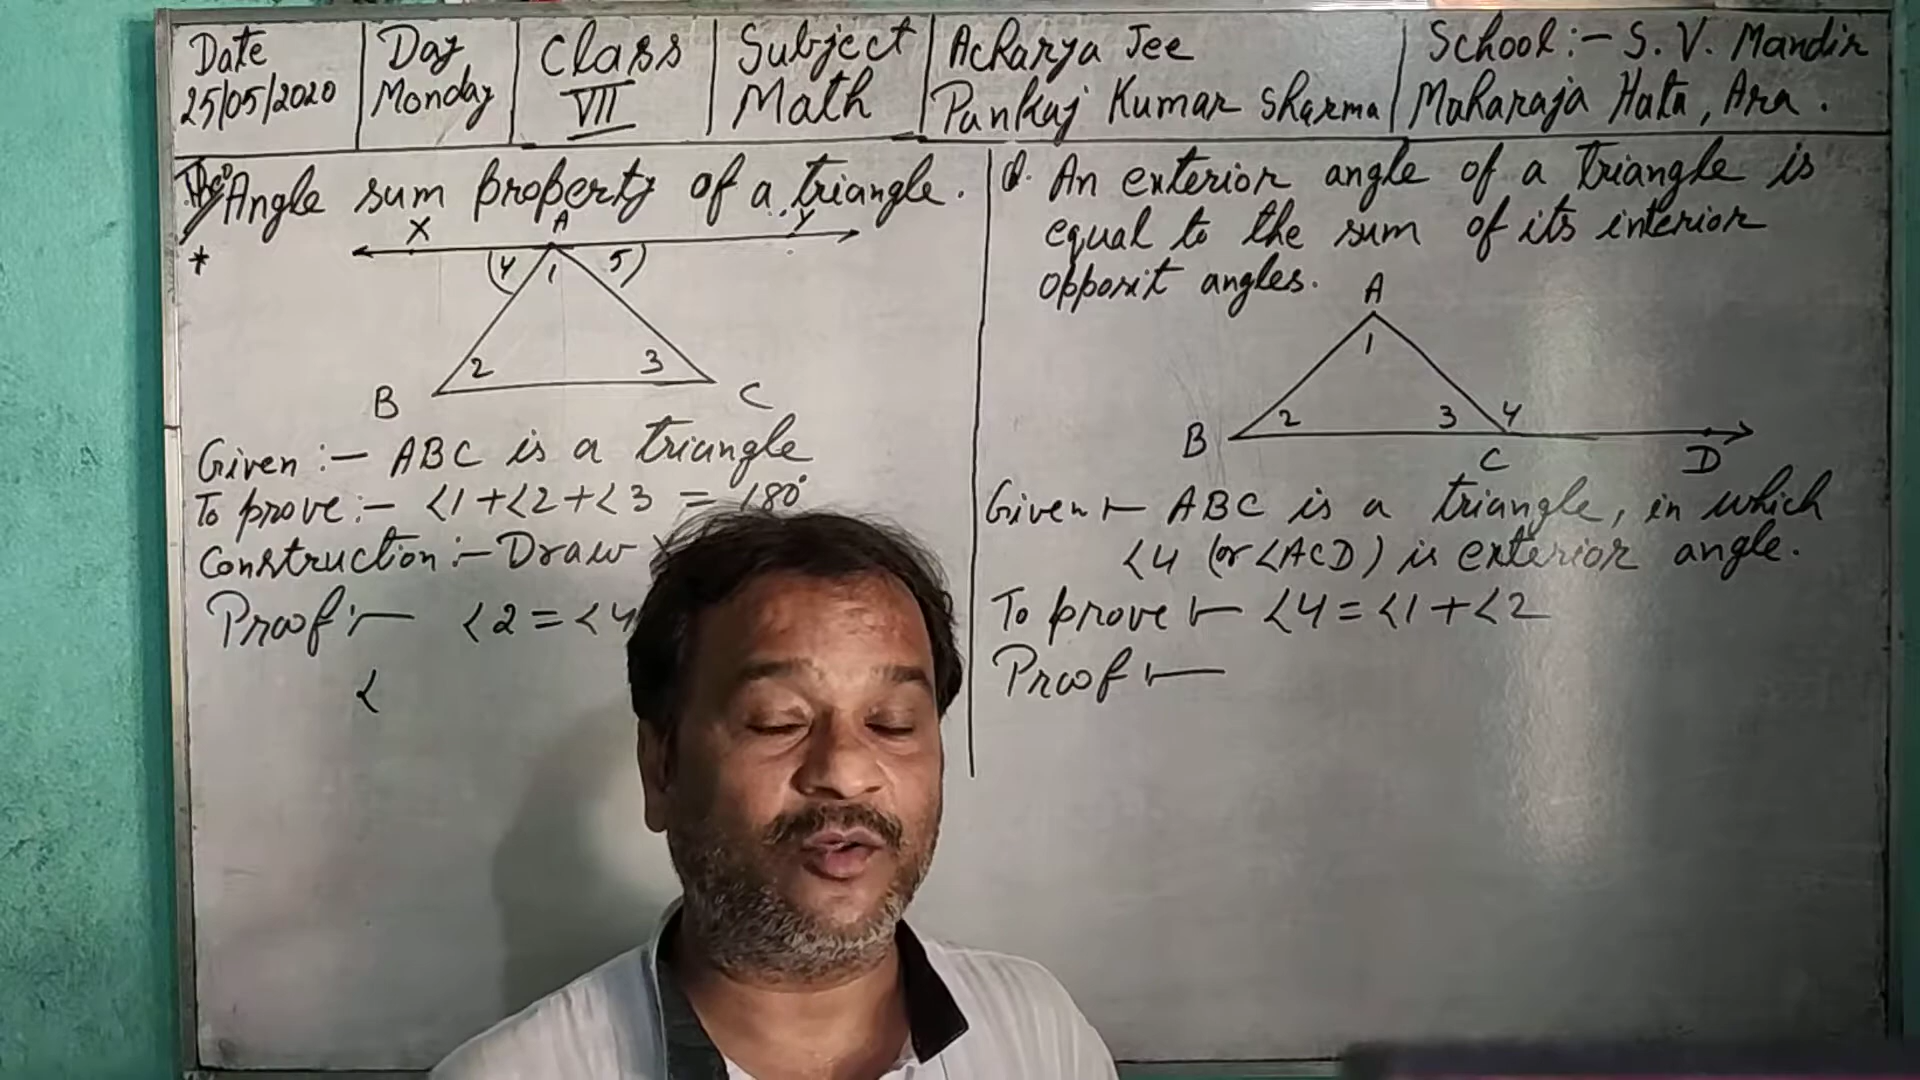 Date
25/05/2020
Day
Monday
Class
VII
Subject
Math
Acharya Jee
Pankaj Kumar Sharma
School:- S. V. Mandir
Maharaja Hata, Ara.
Angle sum property of a triangle.
*
X A Y
4 1 5
2 3
B C
Given :- ABC is a triangle
To prove :- <1+<2+<3 = 180°
Construction :- Draw X
Proof :- <2=<4
<
An exterior angle of a triangle is
equal to the sum of its interior
opposit angles.
A
1
2 3 4
B C D
Given :- ABC is a triangle, in which
<4 (or <ACD) is exterior angle.
To prove :- <4=<1+<2
Proof :-